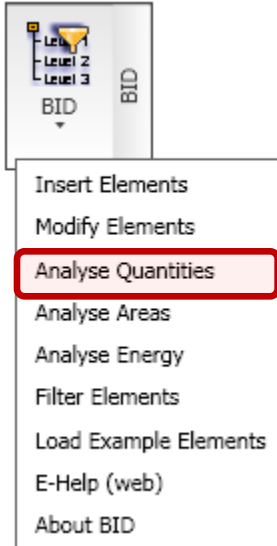 Level 1
Level 2
Level 3
BID
BID
Insert Elements
Modify Elements
Analyse Quantities
Analyse Areas
Analyse Energy
Filter Elements
Load Example Elements
E-Help (web)
About BID